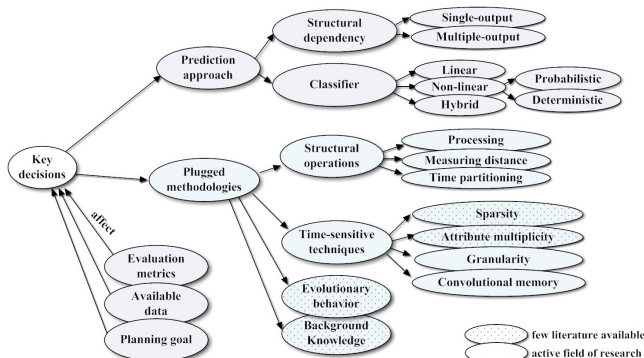 Structural
dependency
Single-output
Multiple-output
Prediction
approach
Classifier
Linear
Non-linear
Hybrid
Probabilistic
Deterministic
Key
decisions
Plugged
methodologies
Structural
operations
Processing
Measuring distance
Time partitioning
Time-sensitive
techniques
Sparsity
Attribute multiplicity
Granularity
Convolutional memory
affect
Evaluation
metrics
Available
data
Planning goal
Evolutionary
behavior
Background
Knowledge
few literature available
active field of research